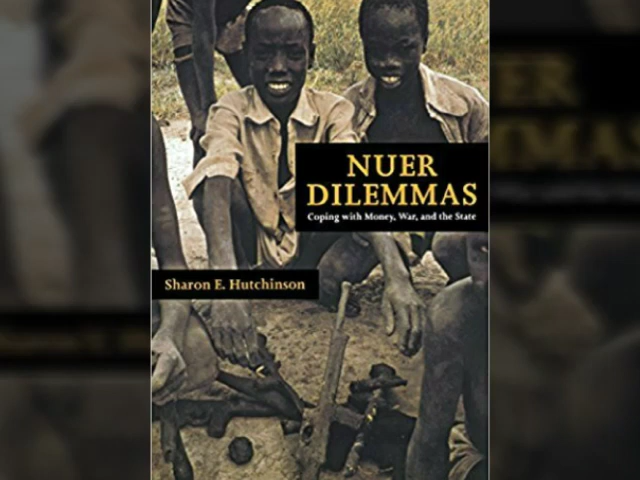 NUER
DILEMMAS
Coping with Money, War, and the State
Sharon E. Hutchinson